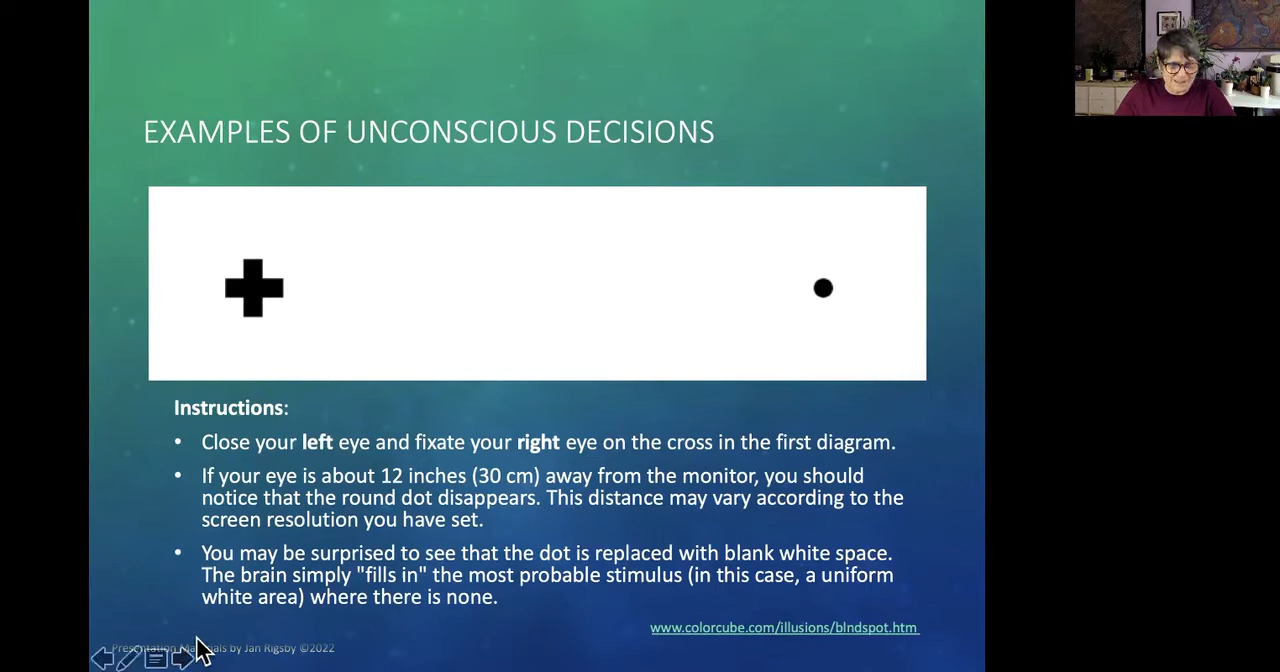 EXAMPLES OF UNCONSCIOUS DECISIONS
Instructions:
• Close your left eye and fixate your right eye on the cross in the first diagram.
• If your eye is about 12 inches (30 cm) away from the monitor, you should
notice that the round dot disappears. This distance may vary according to the
screen resolution you have set.
• You may be surprised to see that the dot is replaced with blank white space.
The brain simply "fills in" the most probable stimulus (in this case, a uniform
white area) where there is none.
www.colorcube.com/illusions/blndspot.htm
Presentation by Jan Rigsby ©2022